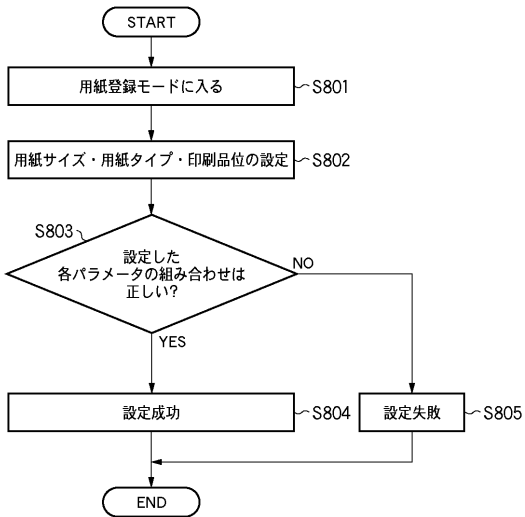 START
用紙登録モードに入る
S801
用紙サイズ・用紙タイプ・印刷品位の設定
S802
S803
設定した
各パラメータの組み合わせは
正しい?
NO
YES
設定成功
S804
設定失敗
S805
END